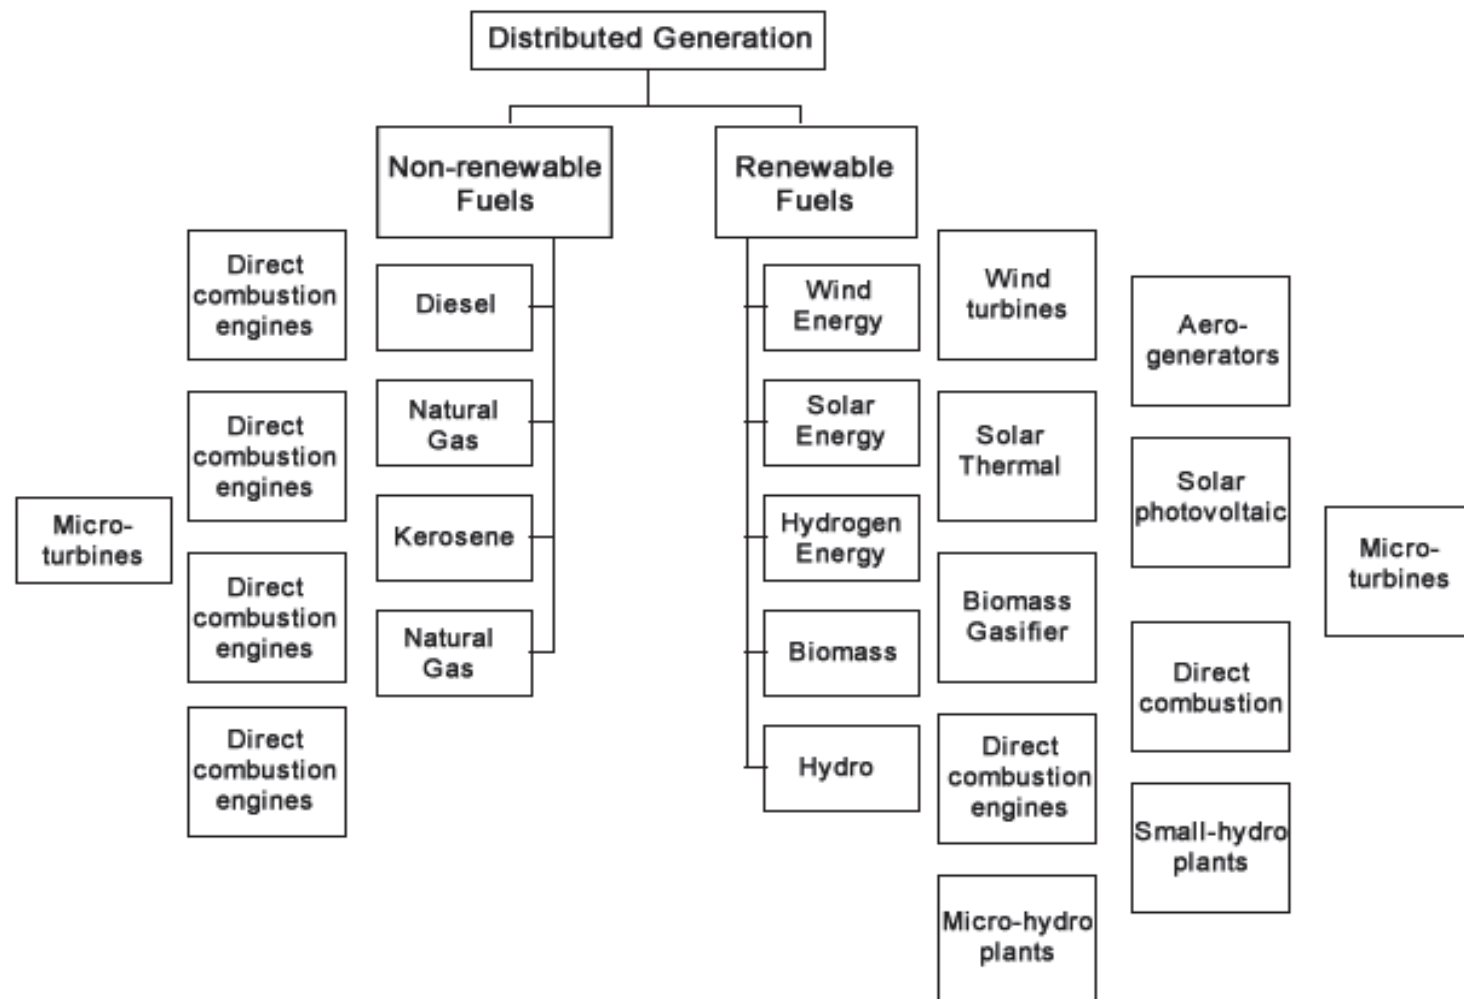 Distributed Generation
Non-renewable
Fuels
Renewable
Fuels
Direct
combustion
engines
Direct
combustion
engines
Direct
combustion
engines
Direct
combustion
engines
Micro-
turbines
Diesel
Natural
Gas
Kerosene
Natural
Gas
Wind
Energy
Solar
Energy
Hydrogen
Energy
Biomass
Hydro
Wind
turbines
Solar
Thermal
Biomass
Gasifier
Direct
combustion
engines
Micro-hydro
plants
Aero-
generators
Solar
photovoltaic
Direct
combustion
Small-hydro
plants
Micro-
turbines